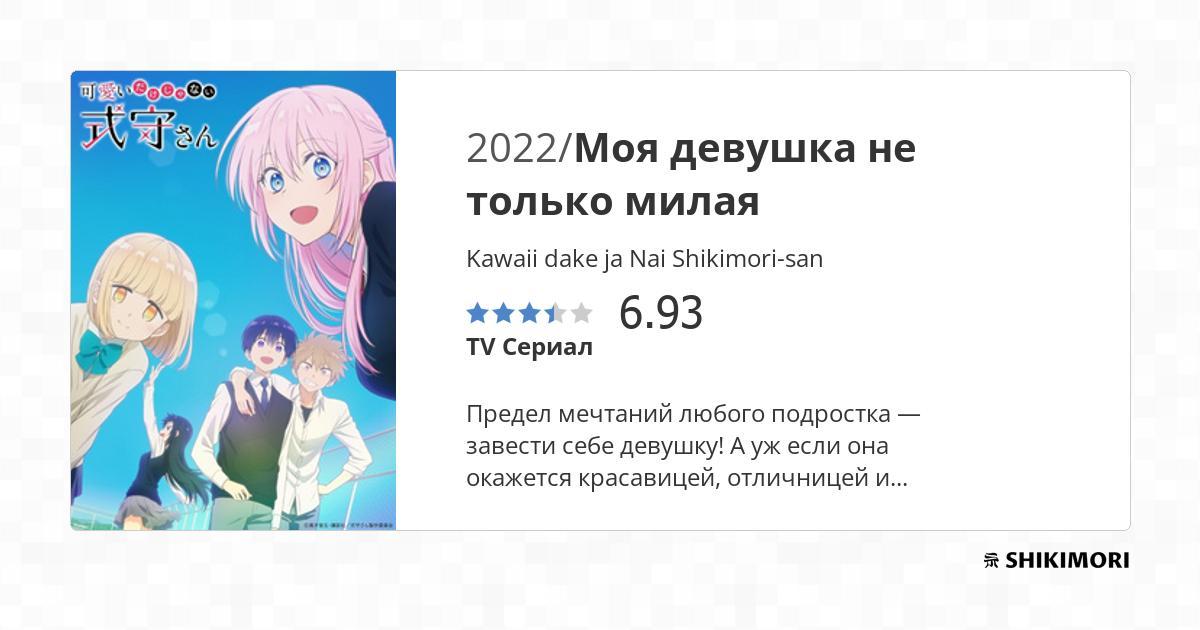 可愛いだけじゃない
式守さん
2022/Моя девушка не
только милая
Kawaii dake ja Nai Shikimori-san
6.93
TV Сериал
Предел мечтаний любого подростка —
завести себе девушку! А уж если она
окажется красавицей, отличницей и...
SHIKIMORI